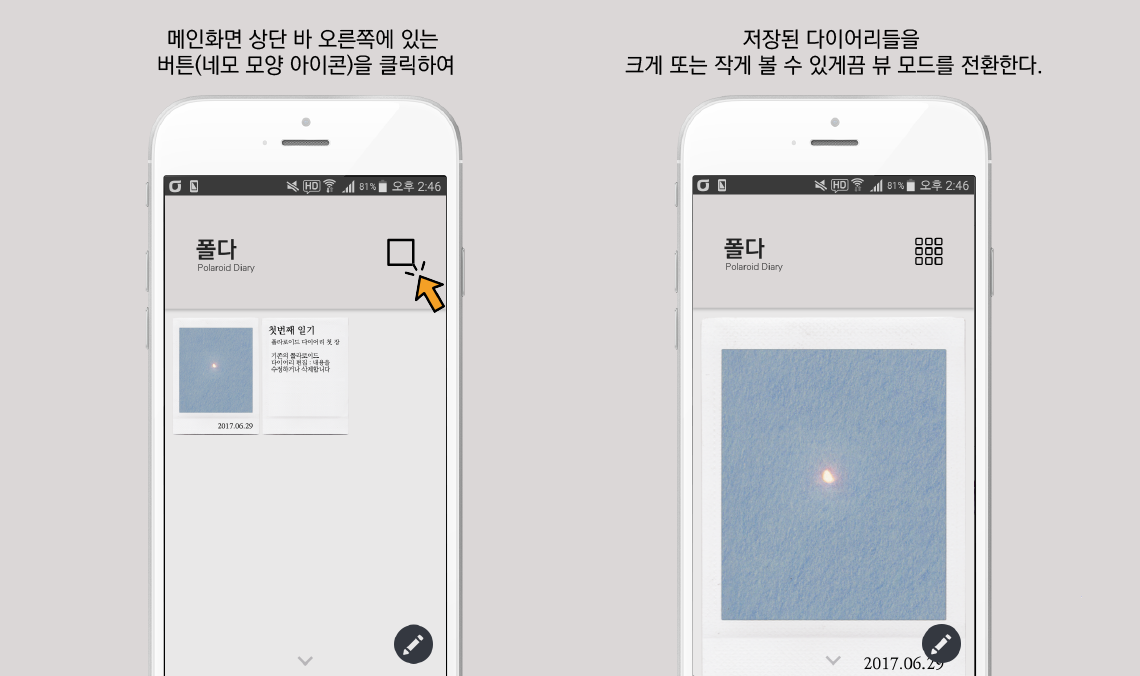 메인화면 상단 바 오른쪽에 있는
버튼(네모 모양 아이콘)을 클릭하여
저장된 다이어리들을
크게 또는 작게 볼 수 있게끔 뷰 모드를 전환한다.
HD 81% 오후 2:46
폴다
Polaroid Diary
첫번째 일기
폴라로이드 다이어리 첫 장
기존의 폴라로이드
다이어리 편집 : 내용을
수정하거나 삭제합니다
2017.06.29
HD 81% 오후 2:46
폴다
Polaroid Diary
2017.06.29